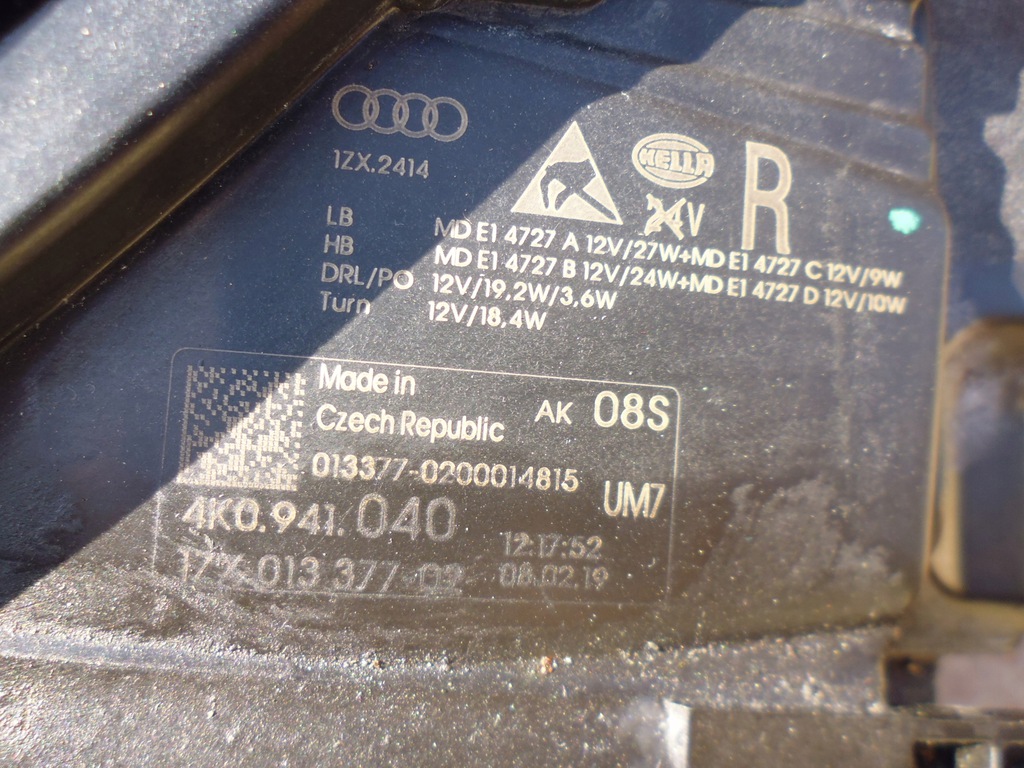 1ZX.2414
HELLA
R
24V
LB MD E1 4727 A 12V/27W+MD E1 4727 C 12V/9W
HB MD E1 4727 B 12V/24W+MD E1 4727 D 12V/10W
DRL/PO 12V/19,2W/3,6W
Turn 12V/18,4W
Made in
Czech Republic
AK 08S
013377-0200014815
UM7
4K0.941.040
12:17:52
1ZX 013 377-02
08.02.19